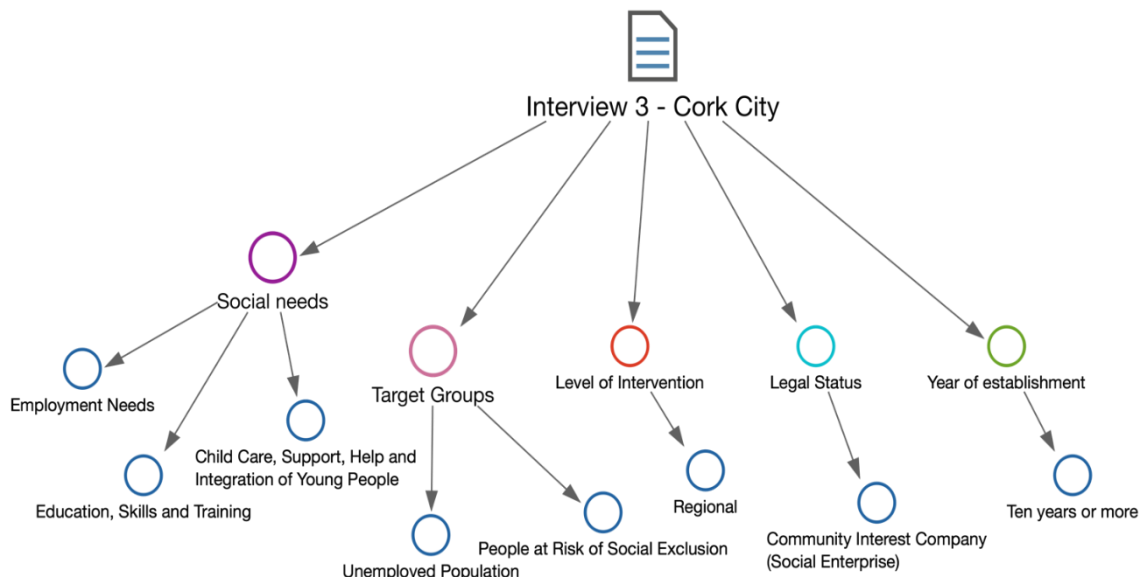 Interview 3 - Cork City
Social needs
Employment Needs
Education, Skills and Training
Child Care, Support, Help and
Integration of Young People
Target Groups
Unemployed Population
People at Risk of Social Exclusion
Level of Intervention
Regional
Legal Status
Community Interest Company
(Social Enterprise)
Year of establishment
Ten years or more